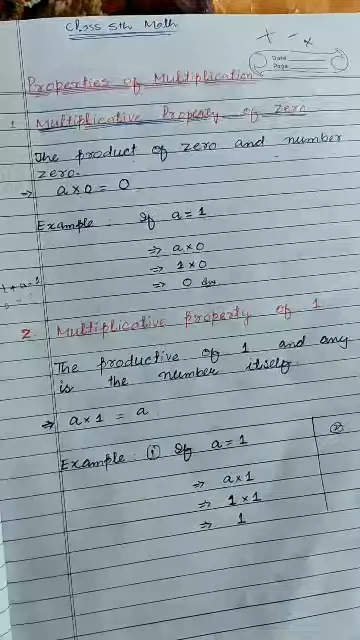 Class 5th Math
+ - ×
Date
Page
Properties of Multiplication
1 Multiplicative Property of zero
The product of zero and number
zero.
⇒ a × 0 = 0
Example : If a = 1
⇒ a × 0
⇒ 1 × 0
⇒ 0 Ans
2 Multiplicative property of 1
The productive of 1 and any
is the number itself.
⇒ a × 1 = a
Example : ① If a = 1
②
⇒ a × 1
⇒ 1 × 1
⇒ 1